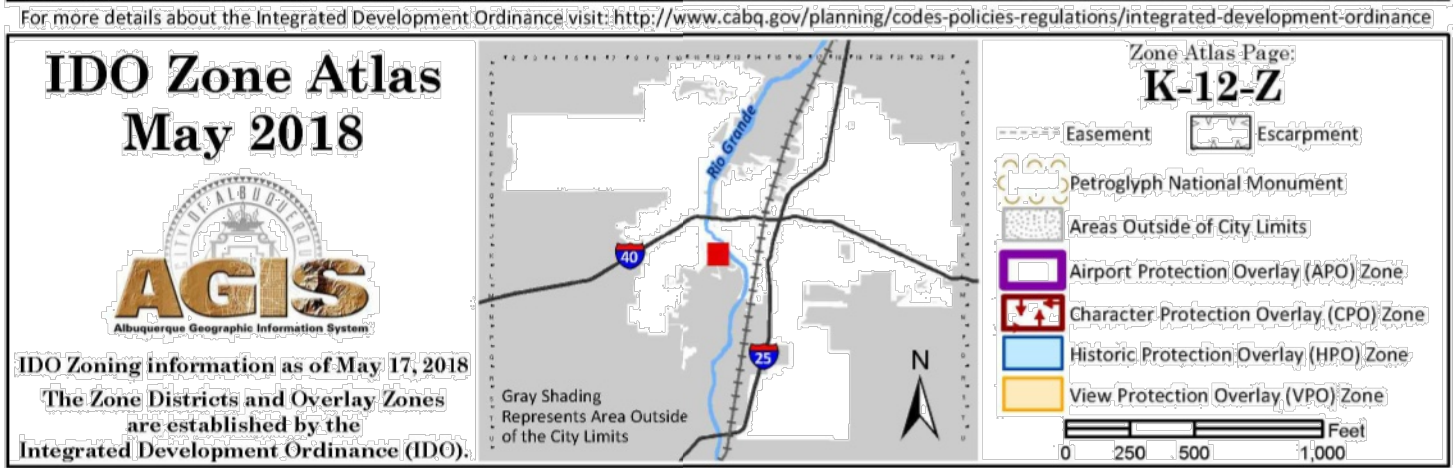 For more details about the Integrated Development Ordinance visit: http://www.cabq.gov/planning/codes-policies-regulations/integrated-development-ordinance
IDO Zone Atlas
May 2018
CITY OF ALBUQUERQUE
AGIS
Albuquerque Geographic Information System
IDO Zoning information as of May 17, 2018
The Zone Districts and Overlay Zones
are established by the
Integrated Development Ordinance (IDO).
Rio Grande
40
25
N
Gray Shading
Represents Area Outside
of the City Limits
Zone Atlas Page:
K-12-Z
Easement
Escarpment
Petroglyph National Monument
Areas Outside of City Limits
Airport Protection Overlay (APO) Zone
Character Protection Overlay (CPO) Zone
Historic Protection Overlay (HPO) Zone
View Protection Overlay (VPO) Zone
Feet
0 250 500 1,000